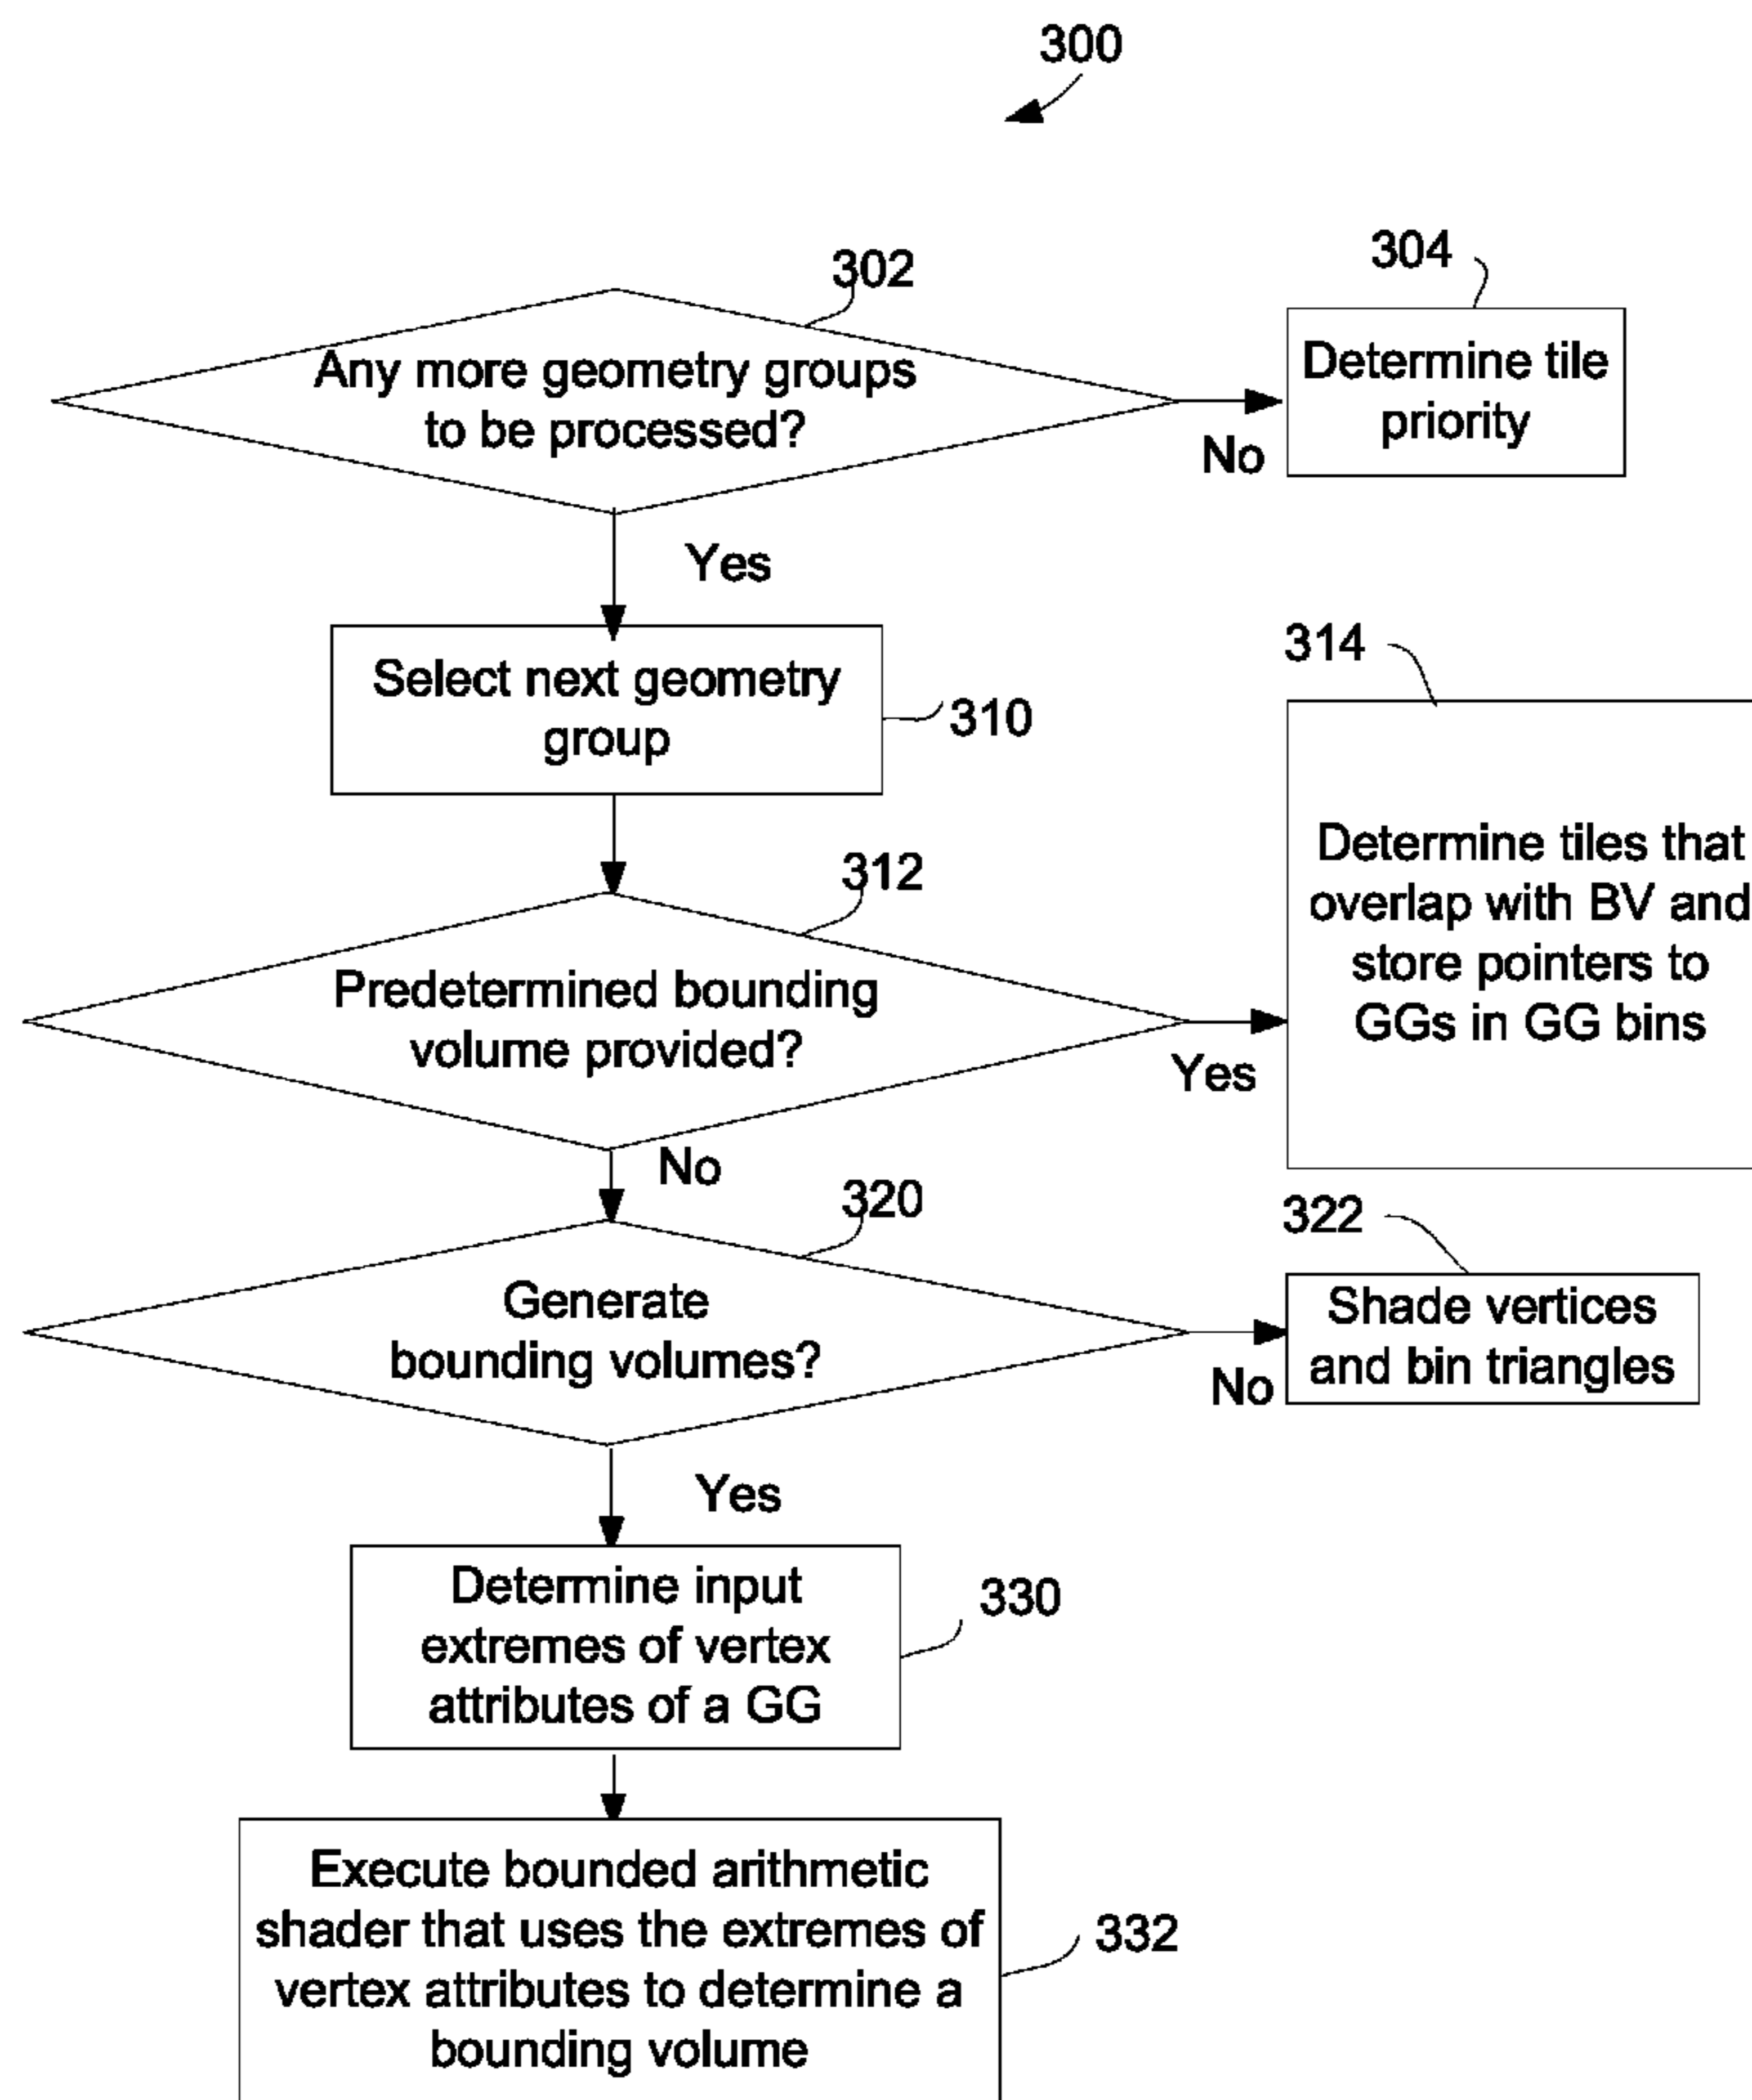 300
302
304
Any more geometry groups
to be processed?
Determine tile
priority
No
Yes
Select next geometry
group
310
314
312
Predetermined bounding
volume provided?
Determine tiles that
overlap with BV and
store pointers to
GGs in GG bins
Yes
No
320
322
Generate
bounding volumes?
Shade vertices
and bin triangles
No
Yes
Determine input
extremes of vertex
attributes of a GG
330
Execute bounded arithmetic
shader that uses the extremes of
vertex attributes to determine a
bounding volume
332